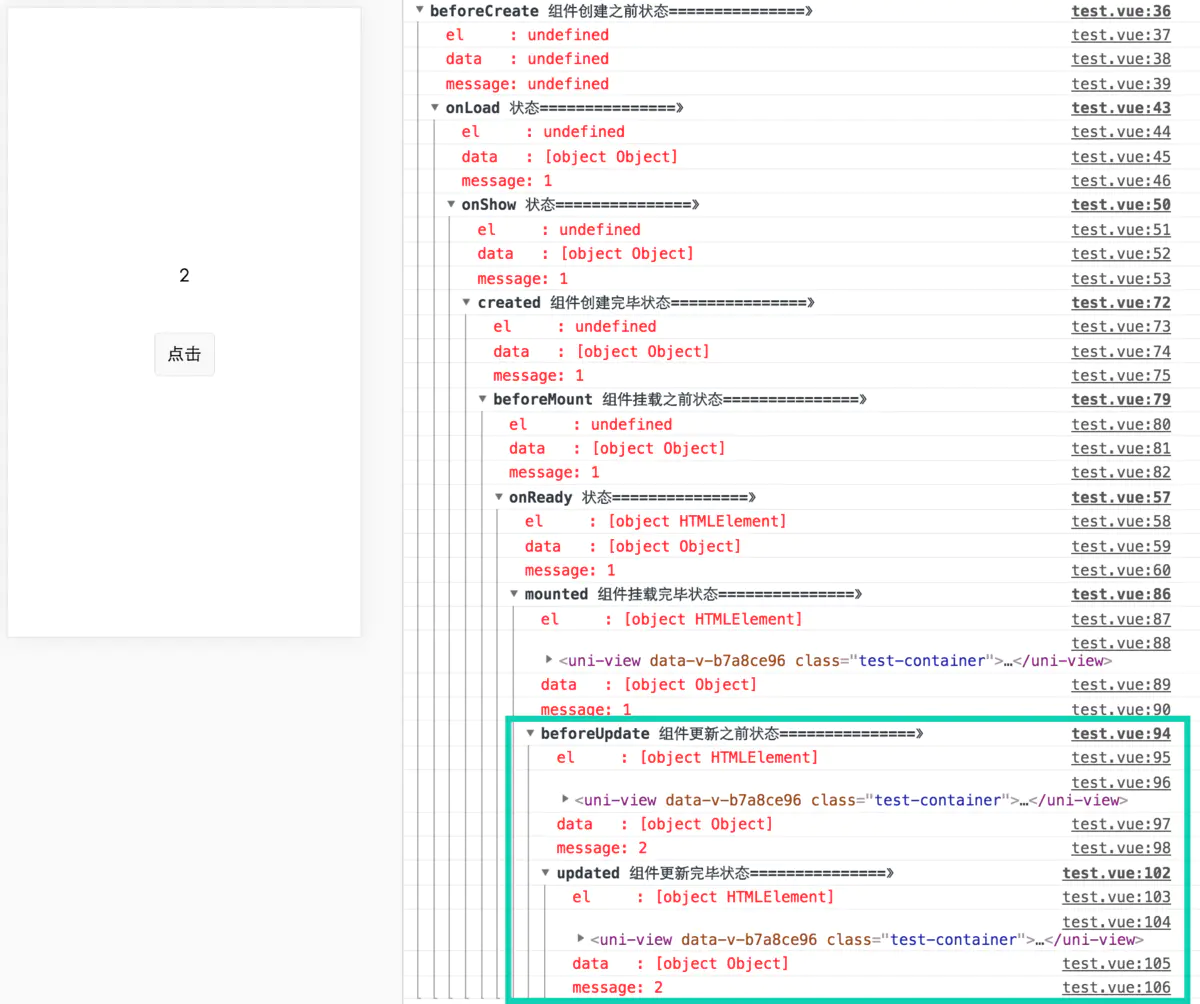 2
点击
beforeCreate 组件创建之前状态===============》 test.vue:36
el : undefined test.vue:37
data : undefined test.vue:38
message: undefined test.vue:39
onLoad 状态===============》 test.vue:43
el : undefined test.vue:44
data : [object Object] test.vue:45
message: 1 test.vue:46
onShow 状态===============》 test.vue:50
el : undefined test.vue:51
data : [object Object] test.vue:52
message: 1 test.vue:53
created 组件创建完毕状态===============》 test.vue:72
el : undefined test.vue:73
data : [object Object] test.vue:74
message: 1 test.vue:75
beforeMount 组件挂载之前状态===============》 test.vue:79
el : undefined test.vue:80
data : [object Object] test.vue:81
message: 1 test.vue:82
onReady 状态===============》 test.vue:57
el : [object HTMLElement] test.vue:58
data : [object Object] test.vue:59
message: 1 test.vue:60
mounted 组件挂载完毕状态===============》 test.vue:86
el : [object HTMLElement] test.vue:87
test.vue:88
<uni-view data-v-b7a8ce96 class="test-container">…</uni-view>
data : [object Object] test.vue:89
message: 1 test.vue:90
beforeUpdate 组件更新之前状态===============》 test.vue:94
el : [object HTMLElement] test.vue:95
test.vue:96
<uni-view data-v-b7a8ce96 class="test-container">…</uni-view>
data : [object Object] test.vue:97
message: 2 test.vue:98
updated 组件更新完毕状态===============》 test.vue:102
el : [object HTMLElement] test.vue:103
test.vue:104
<uni-view data-v-b7a8ce96 class="test-container">…</uni-view>
data : [object Object] test.vue:105
message: 2 test.vue:106